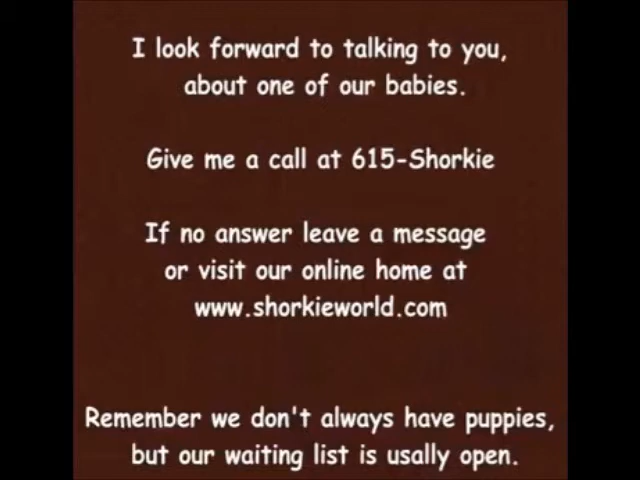 I look forward to talking to you,
about one of our babies.
Give me a call at 615-Shorkie
If no answer leave a message
or visit our online home at
www.shorkieworld.com
Remember we don't always have puppies,
but our waiting list is usally open.